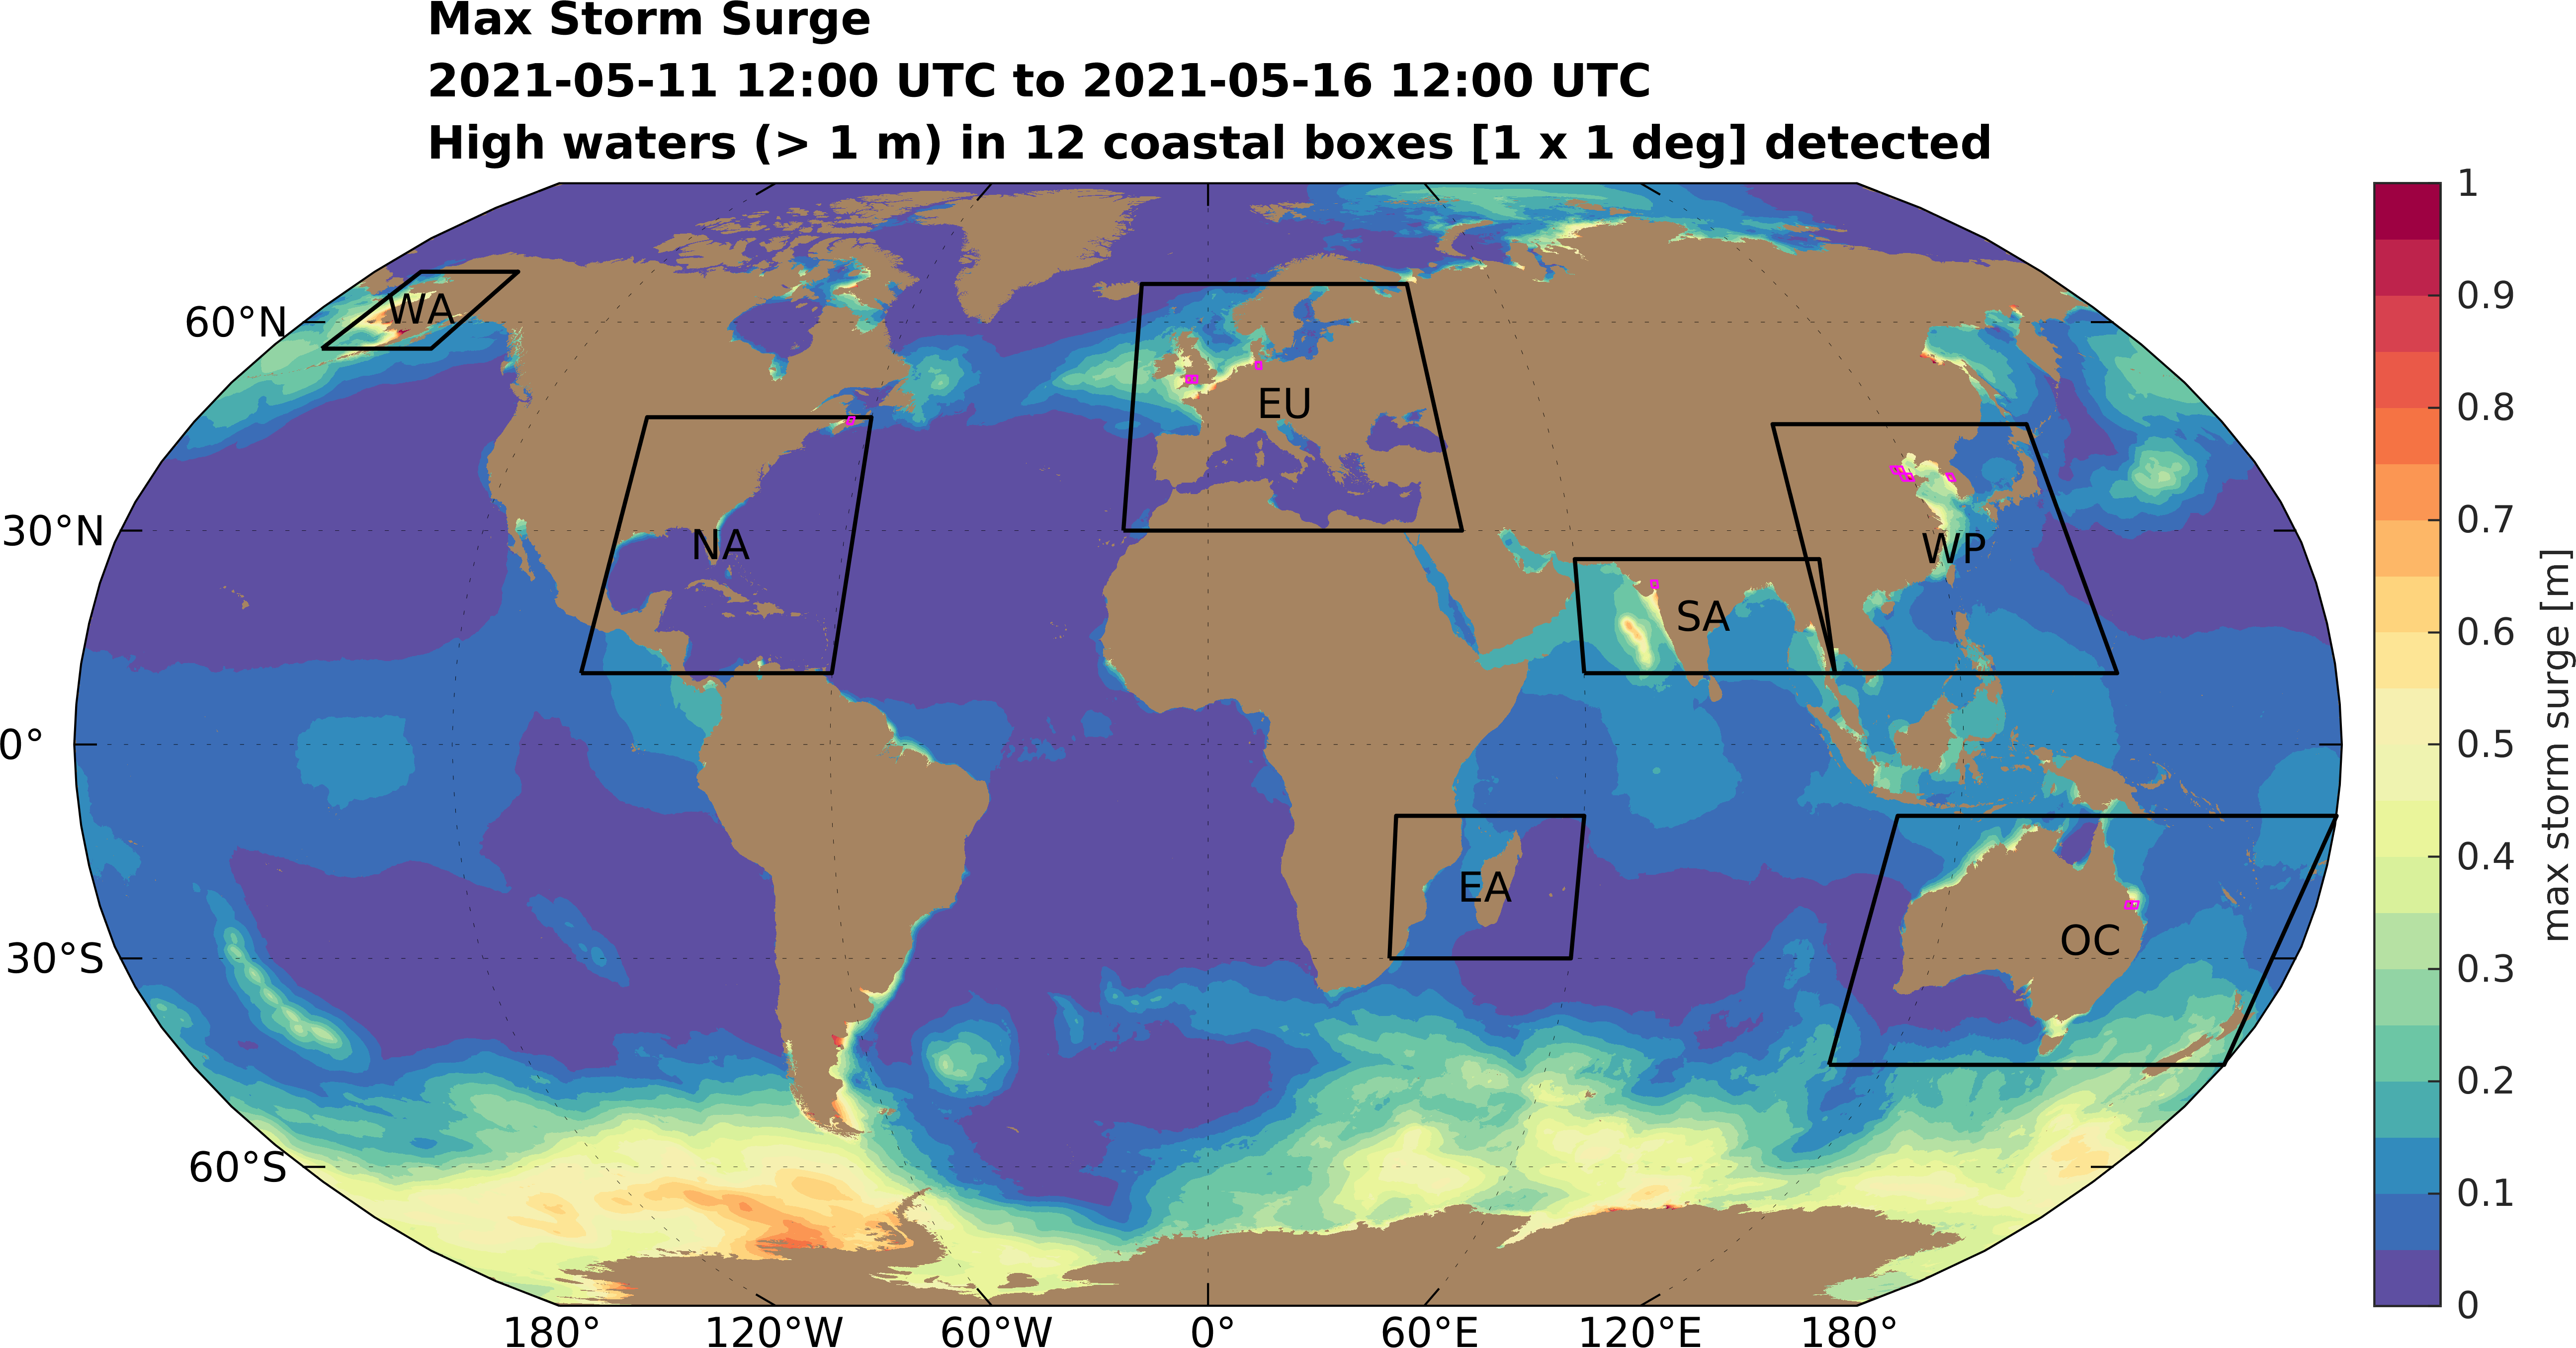 Max Storm Surge
2021-05-11 12:00 UTC to 2021-05-16 12:00 UTC
High waters (> 1 m) in 12 coastal boxes [1 x 1 deg] detected
60°N
30°N
0°
30°S
60°S
WA
NA
EU
SA
WP
EA
OC
180°
120°W
60°W
0°
60°E
120°E
180°
1
0.9
0.8
0.7
0.6
0.5
0.4
0.3
0.2
0.1
0
max storm surge [m]